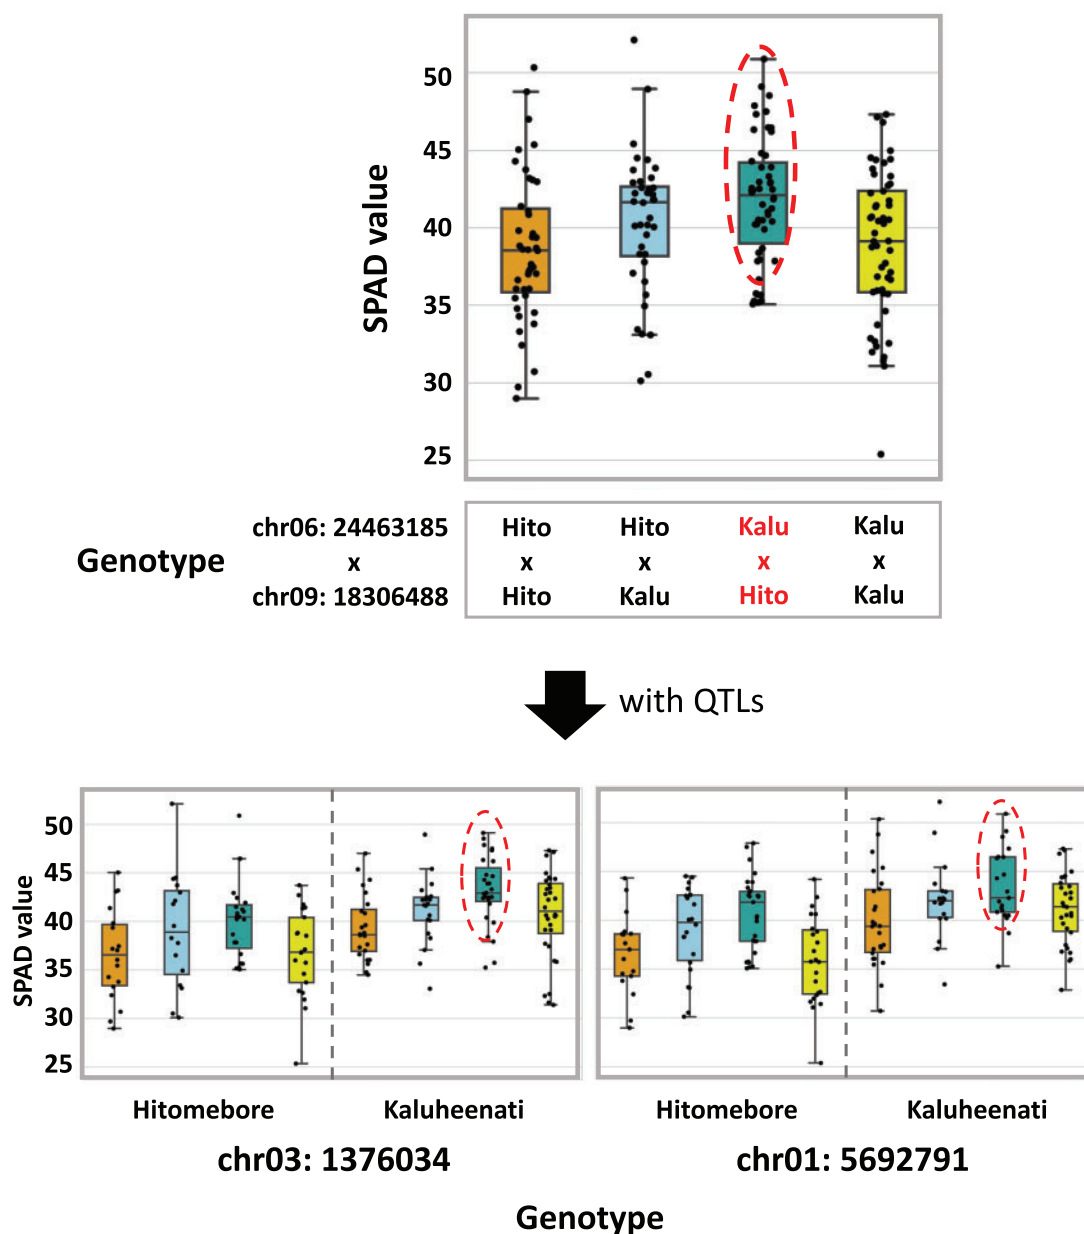 50
45
40
35
30
25
SPAD value
chr06: 24463185 Hito Hito Kalu Kalu
Genotype x x x x x
chr09: 18306488 Hito Kalu Hito Kalu
with QTLs
50
45
40
35
30
25
SPAD value
Hitomebore Kaluheenati Hitomebore Kaluheenati
chr03: 1376034 chr01: 5692791
Genotype